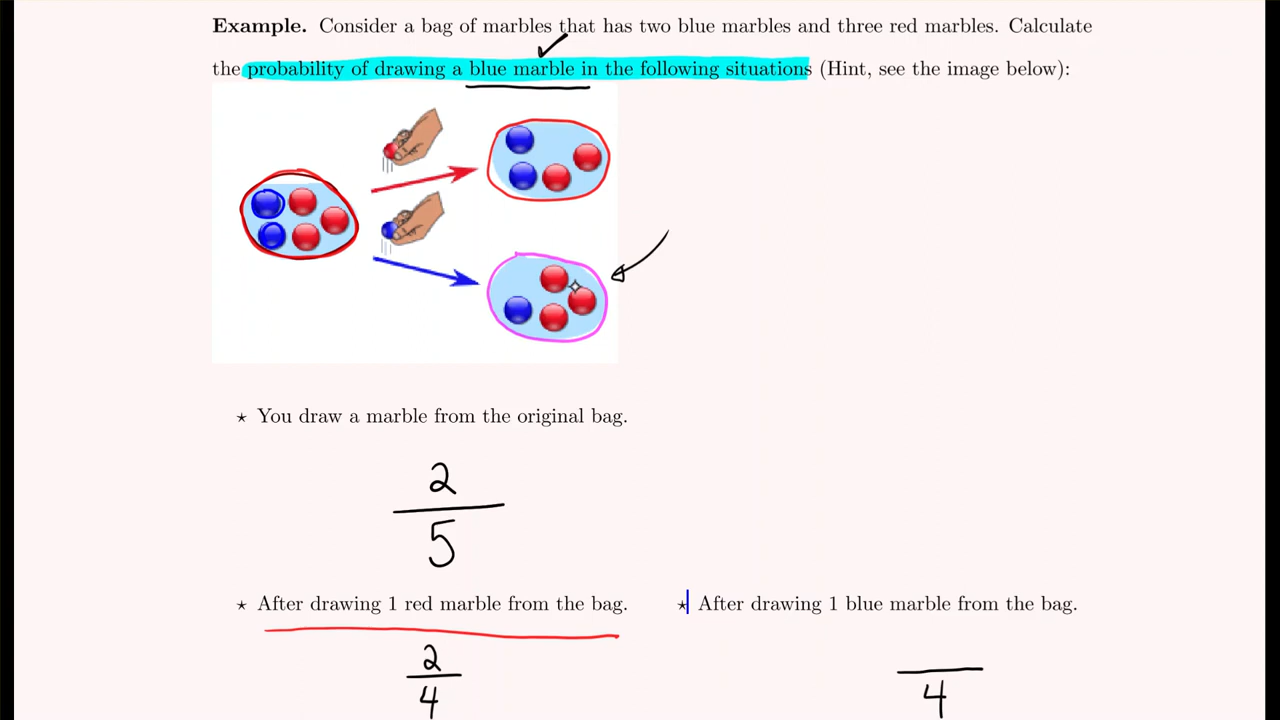 Example. Consider a bag of marbles that has two blue marbles and three red marbles. Calculate
the probability of drawing a blue marble in the following situations (Hint, see the image below):
⋆ You draw a marble from the original bag.
2
5
⋆ After drawing 1 red marble from the bag.
⋆ After drawing 1 blue marble from the bag.
2
4
4